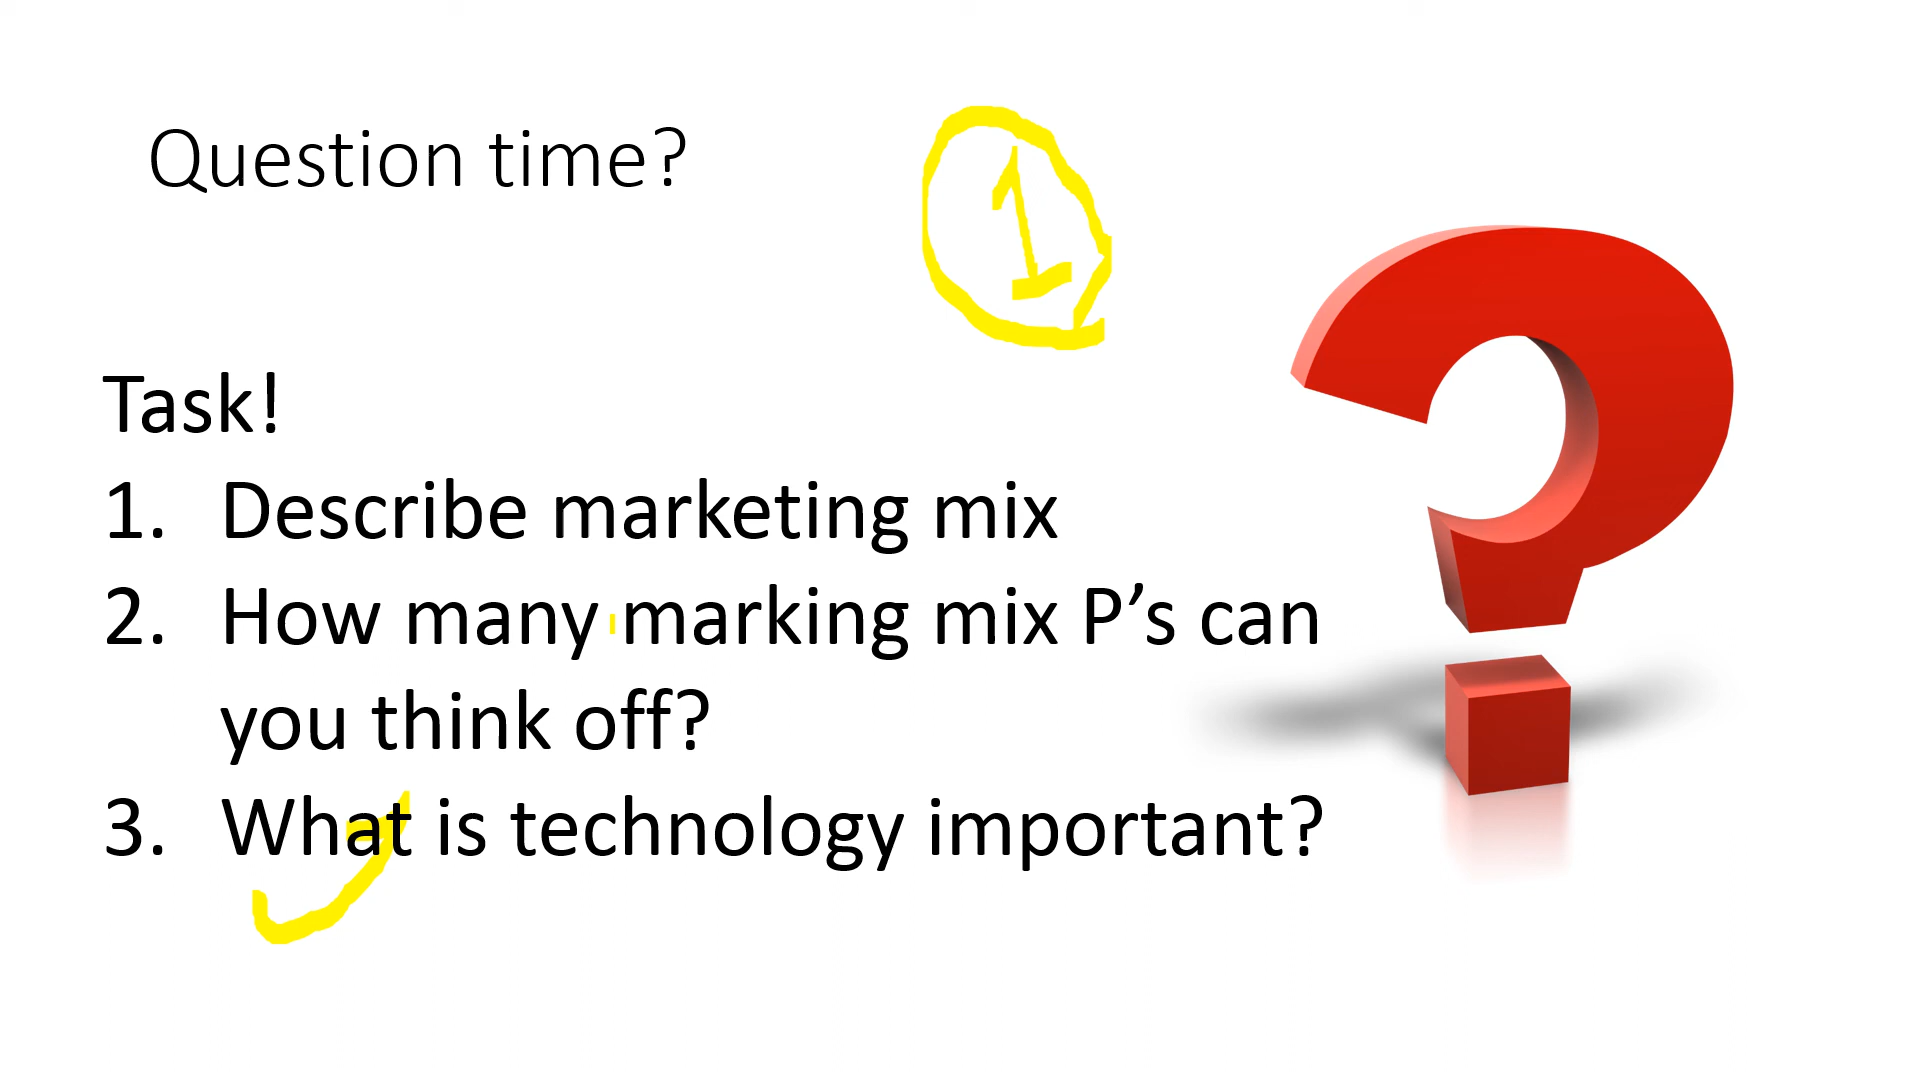 Question time?
1
Task!
1. Describe marketing mix
2. How many marking mix P’s can
you think off?
3. What is technology important?